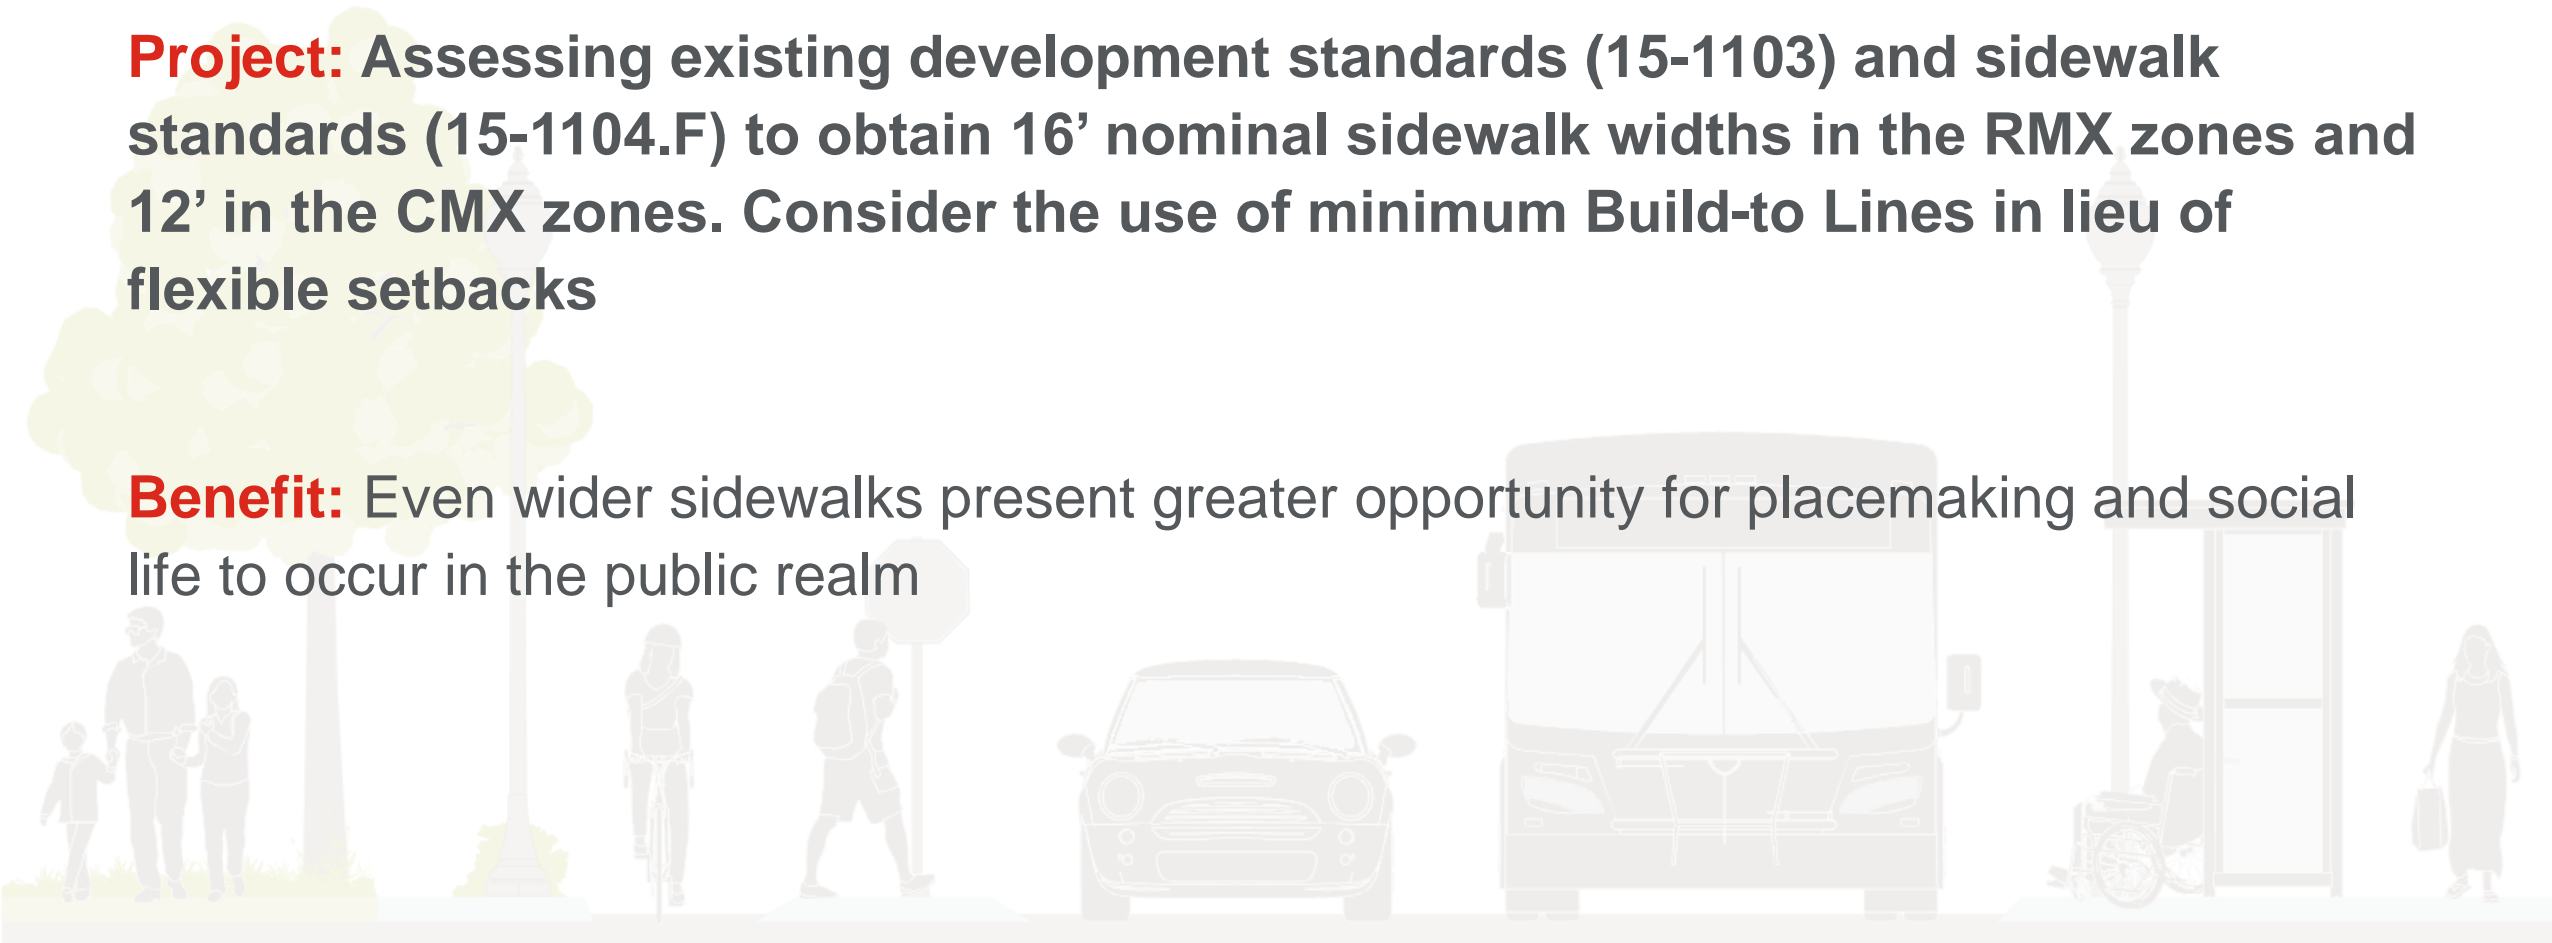 Project: Assessing existing development standards (15-1103) and sidewalk
standards (15-1104.F) to obtain 16’ nominal sidewalk widths in the RMX zones and
12’ in the CMX zones. Consider the use of minimum Build-to Lines in lieu of
flexible setbacks
Benefit: Even wider sidewalks present greater opportunity for placemaking and social
life to occur in the public realm